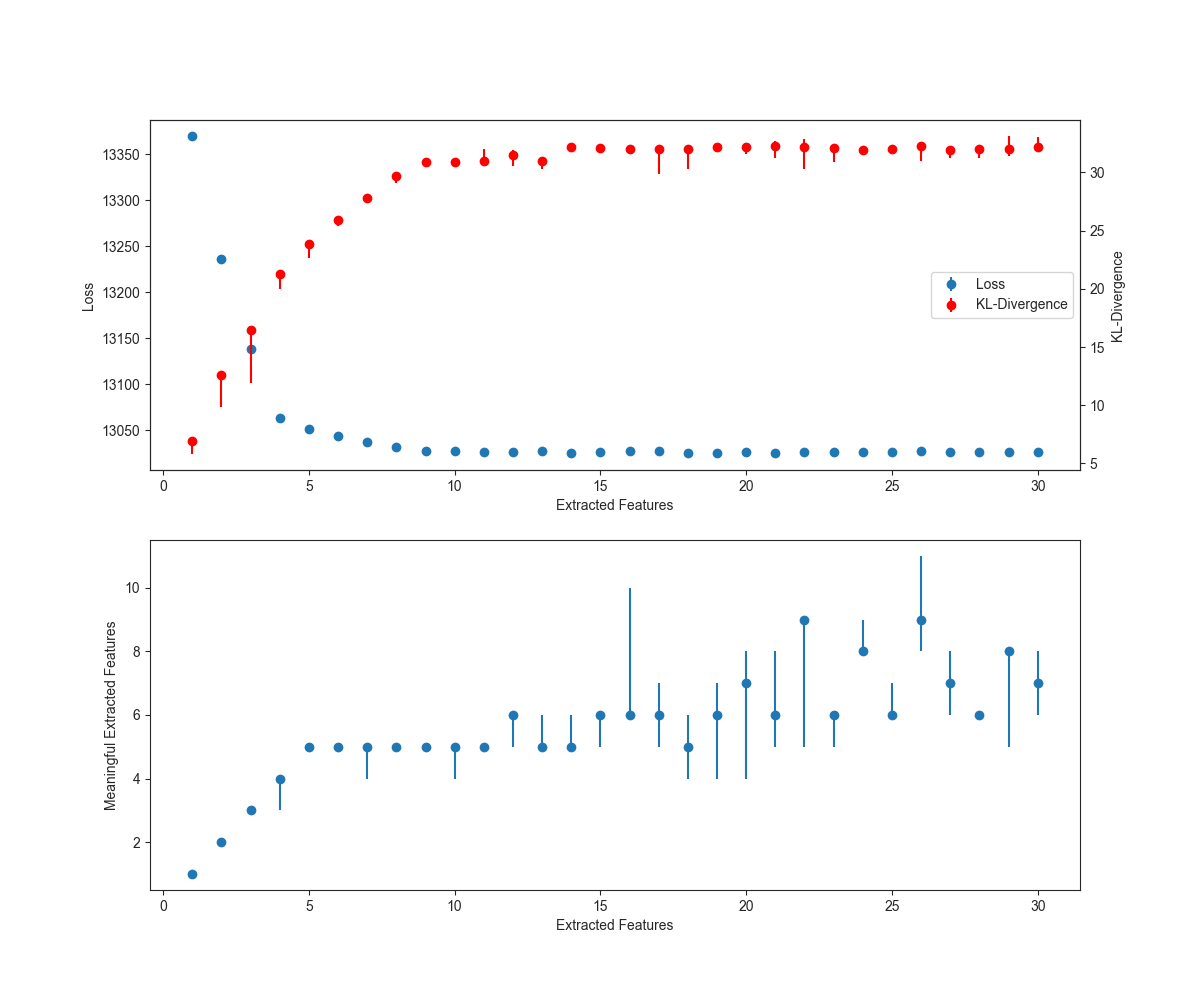 13350
13300
13250
13200
13150
13100
13050
Loss
30
25
20
15
10
5
KL-Divergence
Loss
KL-Divergence
0 5 10 15 20 25 30
Extracted Features
10
8
6
4
2
Meaningful Extracted Features
0 5 10 15 20 25 30
Extracted Features